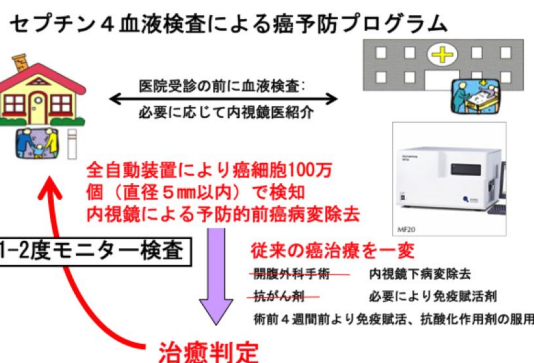 セプチン４血液検査による癌予防プログラム
医院受診の前に血液検査:
必要に応じて内視鏡医紹介
全自動装置により癌細胞100万
個（直径５mm以内）で検知
内視鏡による予防的前癌病変除去
MF20
1-2度モニター検査
従来の癌治療を一変
開腹外科手術　内視鏡下病変除去
抗がん剤　必要により免疫賦活剤
術前４週間前より免疫賦活、抗酸化作用剤の服用
治癒判定